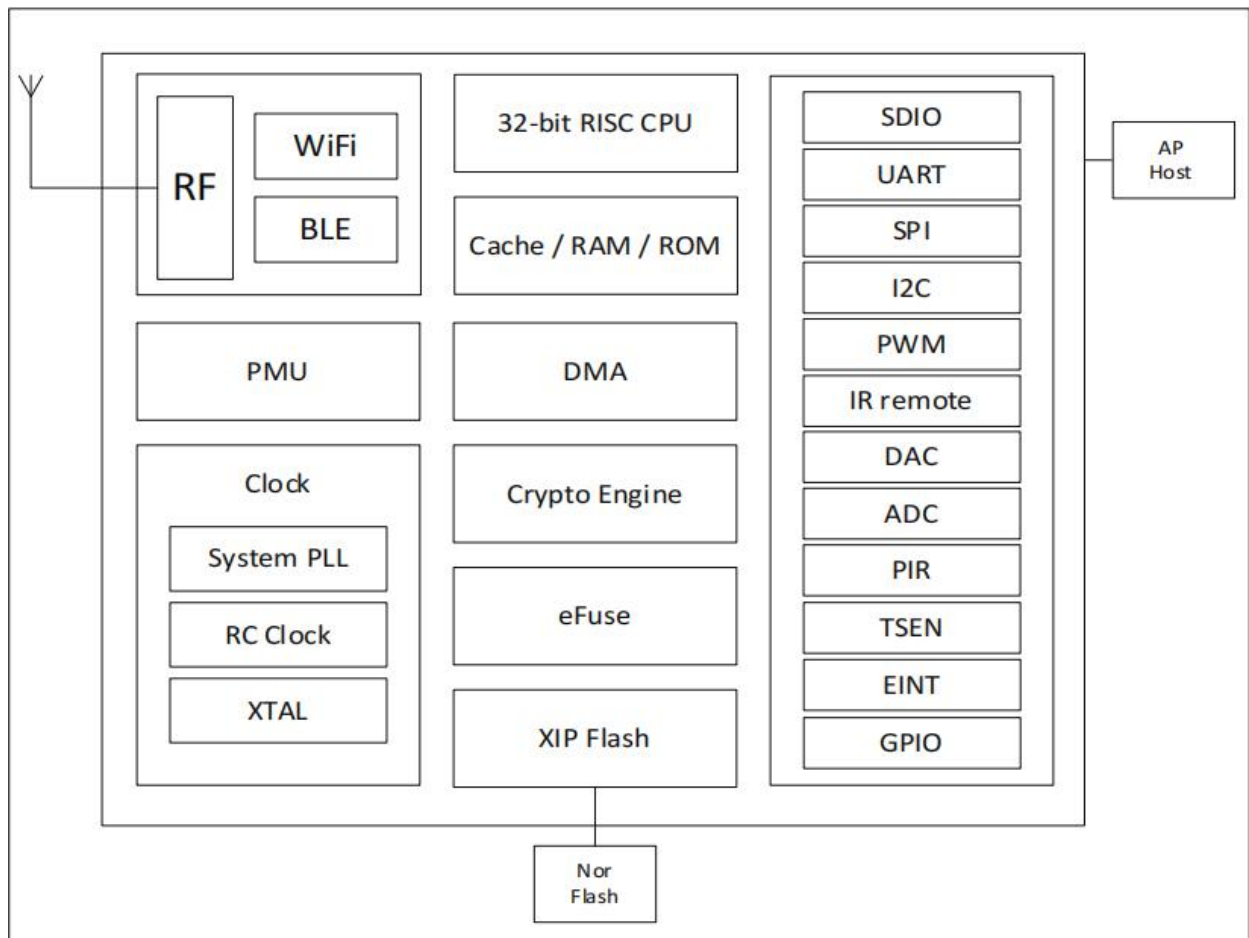 RF
WiFi
BLE
PMU
Clock
System PLL
RC Clock
XTAL
32-bit RISC CPU
Cache / RAM / ROM
DMA
Crypto Engine
eFuse
XIP Flash
Nor
Flash
SDIO
UART
SPI
I2C
PWM
IR remote
DAC
ADC
PIR
TSEN
EINT
GPIO
AP
Host